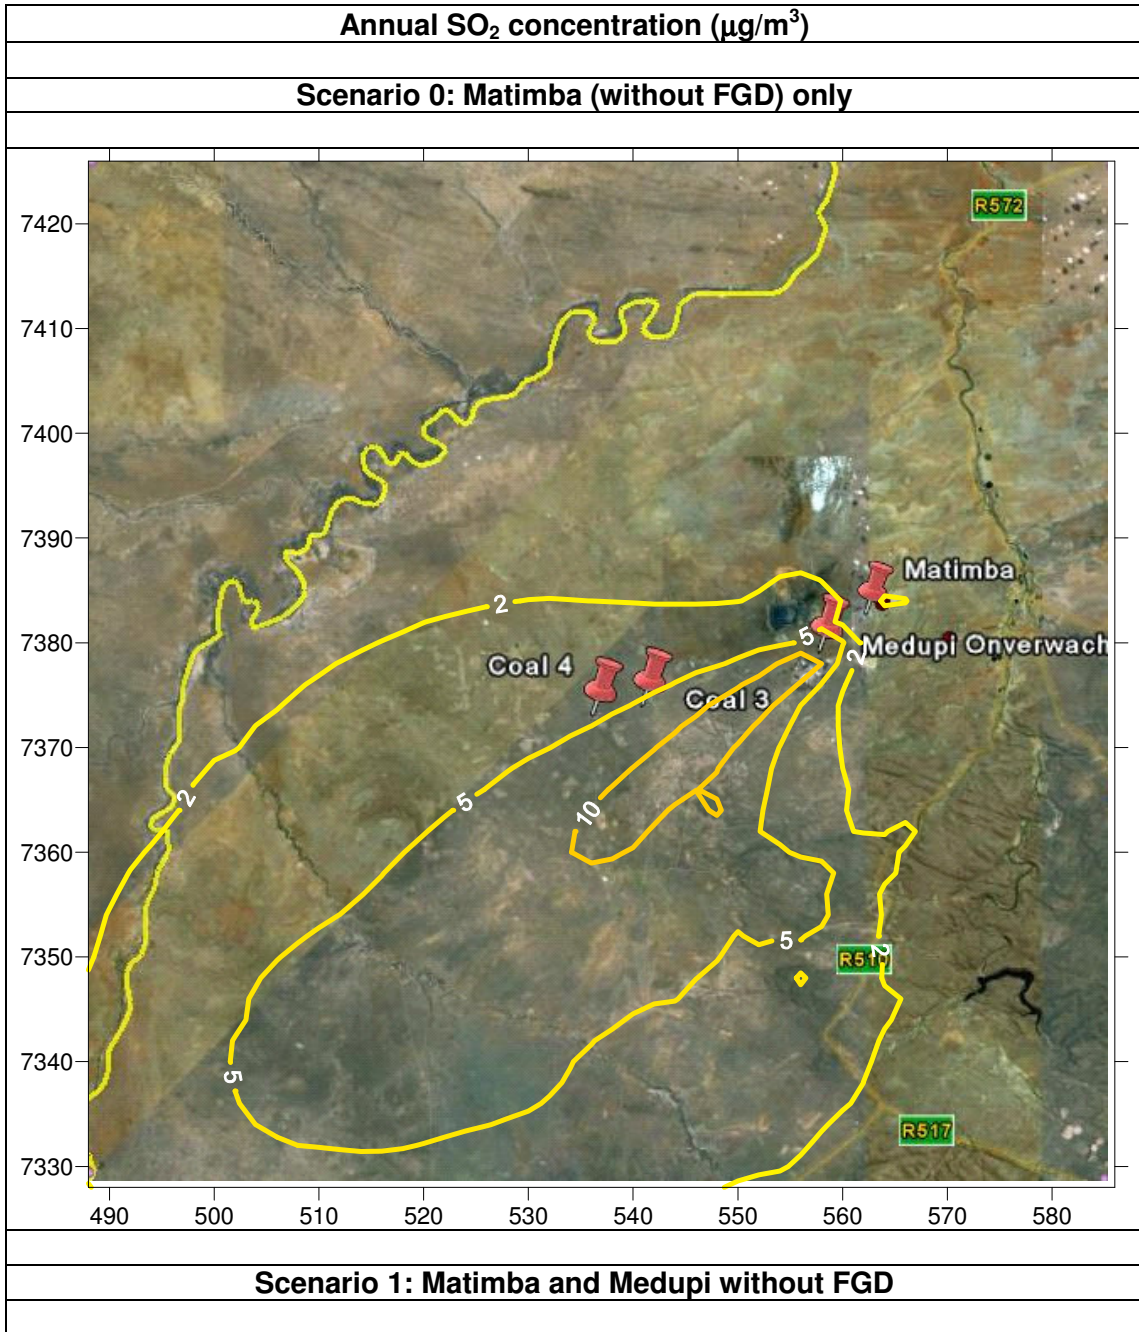 Annual SO₂ concentration (μg/m³)
Scenario 0: Matimba (without FGD) only
7420
7410
7400
7390
7380
7370
7360
7350
7340
7330
R572
Matimba
Medupi Onverwach
Coal 4
Coal 3
2
5
2
2
5
10
5
5
2
R510
R517
490 500 510 520 530 540 550 560 570 580
Scenario 1: Matimba and Medupi without FGD